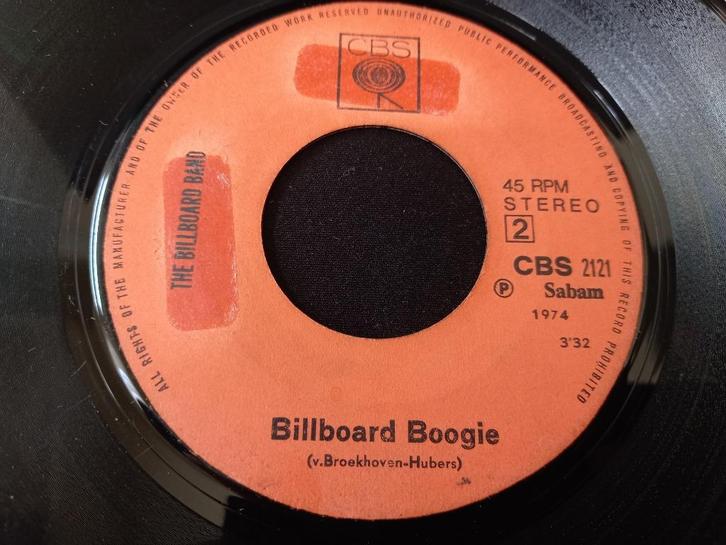 ALL RIGHTS OF THE MANUFACTURER AND OF THE OWNER OF THE RECORDED WORK RESERVED UNAUTHORIZED PUBLIC PERFORMANCE BROADCASTING AND COPYING OF THIS RECORD PROHIBITED
CBS
THE BILLBOARD BAND
45 RPM
STEREO
2
CBS 2121
℗ Sabam
1974
3'32
Billboard Boogie
(v.Broekhoven-Hubers)